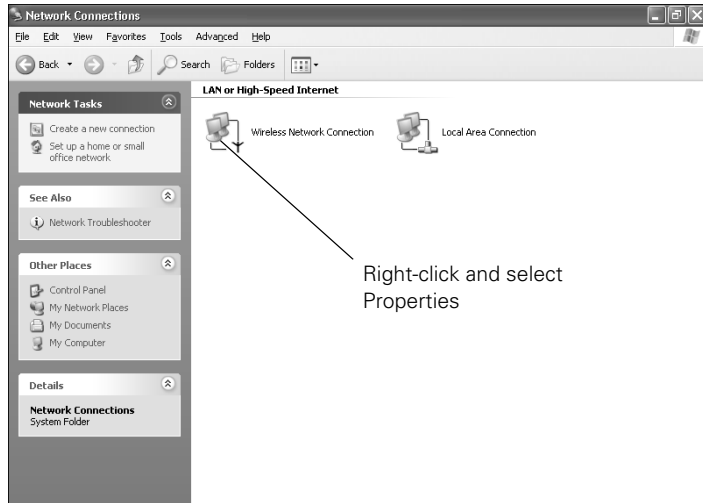 Network Connections
File Edit View Favorites Tools Advanced Help
Back Search Folders
Network Tasks
Create a new connection
Set up a home or small
office network
See Also
Network Troubleshooter
Other Places
Control Panel
My Network Places
My Documents
My Computer
Details
Network Connections
System Folder
LAN or High-Speed Internet
Wireless Network Connection Local Area Connection
Right-click and select
Properties